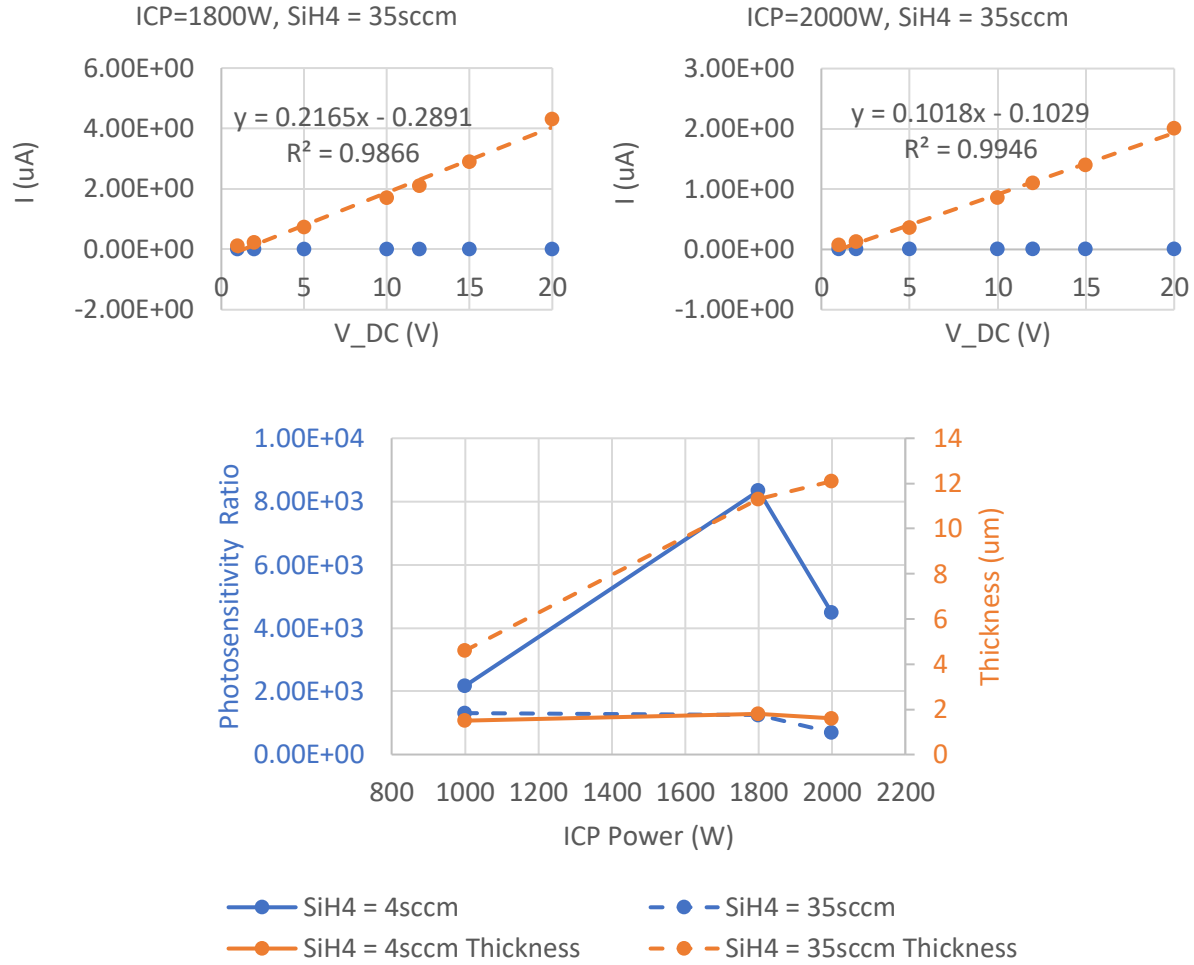 ICP=1800W, SiH4 = 35sccm
6.00E+00
4.00E+00
2.00E+00
0.00E+00
-2.00E+00
I (uA)
y = 0.2165x - 0.2891
R² = 0.9866
0 5 10 15 20
V_DC (V)
ICP=2000W, SiH4 = 35sccm
3.00E+00
2.00E+00
1.00E+00
0.00E+00
-1.00E+00
I (uA)
y = 0.1018x - 0.1029
R² = 0.9946
0 5 10 15 20
V_DC (V)
Photosensitivity Ratio
1.00E+04
8.00E+03
6.00E+03
4.00E+03
2.00E+03
0.00E+00
14
12
10
8
6
4
2
0
Thickness (um)
800 1000 1200 1400 1600 1800 2000 2200
ICP Power (W)
SiH4 = 4sccm
SiH4 = 35sccm
SiH4 = 4sccm Thickness
SiH4 = 35sccm Thickness